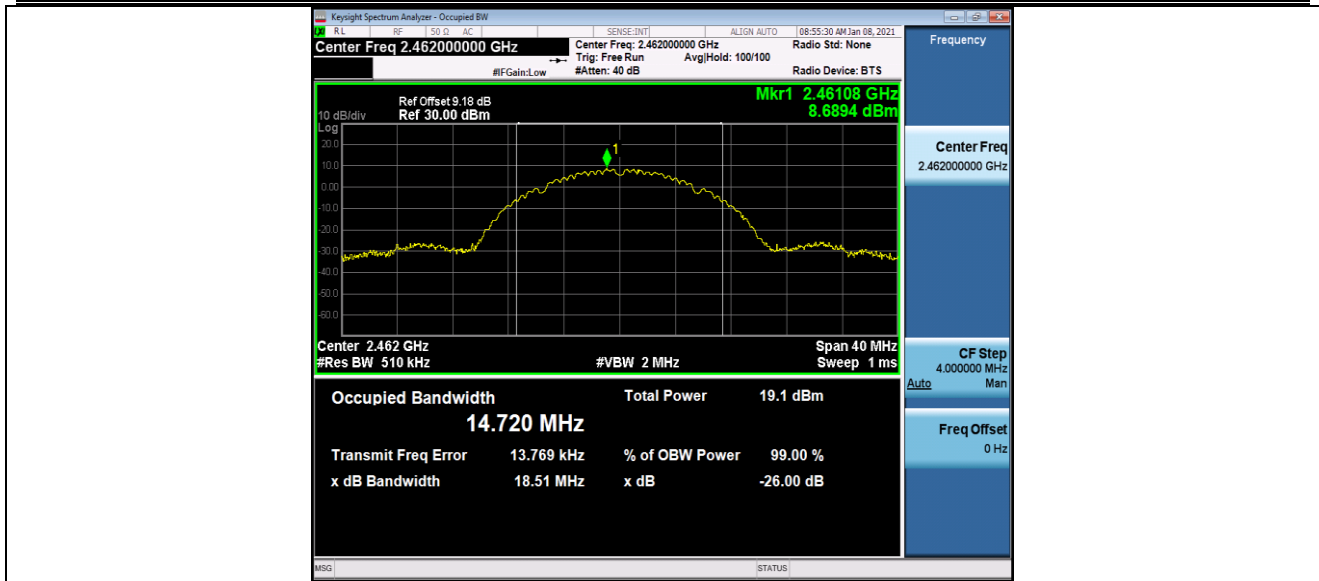 Keysight Spectrum Analyzer - Occupied BW
RL RF 50 Ω AC SENSE:INT ALIGN AUTO 08:55:30 AM Jan 08, 2021
Center Freq 2.462000000 GHz Center Freq: 2.462000000 GHz Radio Std: None
Trig: Free Run Avg|Hold: 100/100
#IFGain:Low #Atten: 40 dB Radio Device: BTS
Frequency
Mkr1 2.46108 GHz
8.6894 dBm
Ref Offset 9.18 dB
10 dB/div Ref 30.00 dBm
Log
20.0
10.0
0.00
-10.0
-20.0
-30.0
-40.0
-50.0
-60.0
1
Center 2.462 GHz Span 40 MHz
#Res BW 510 kHz #VBW 2 MHz Sweep 1 ms
Occupied Bandwidth Total Power 19.1 dBm
14.720 MHz
Transmit Freq Error 13.769 kHz % of OBW Power 99.00 %
x dB Bandwidth 18.51 MHz x dB -26.00 dB
Center Freq
2.462000000 GHz
CF Step
4.000000 MHz
Auto Man
Freq Offset
0 Hz
MSG STATUS